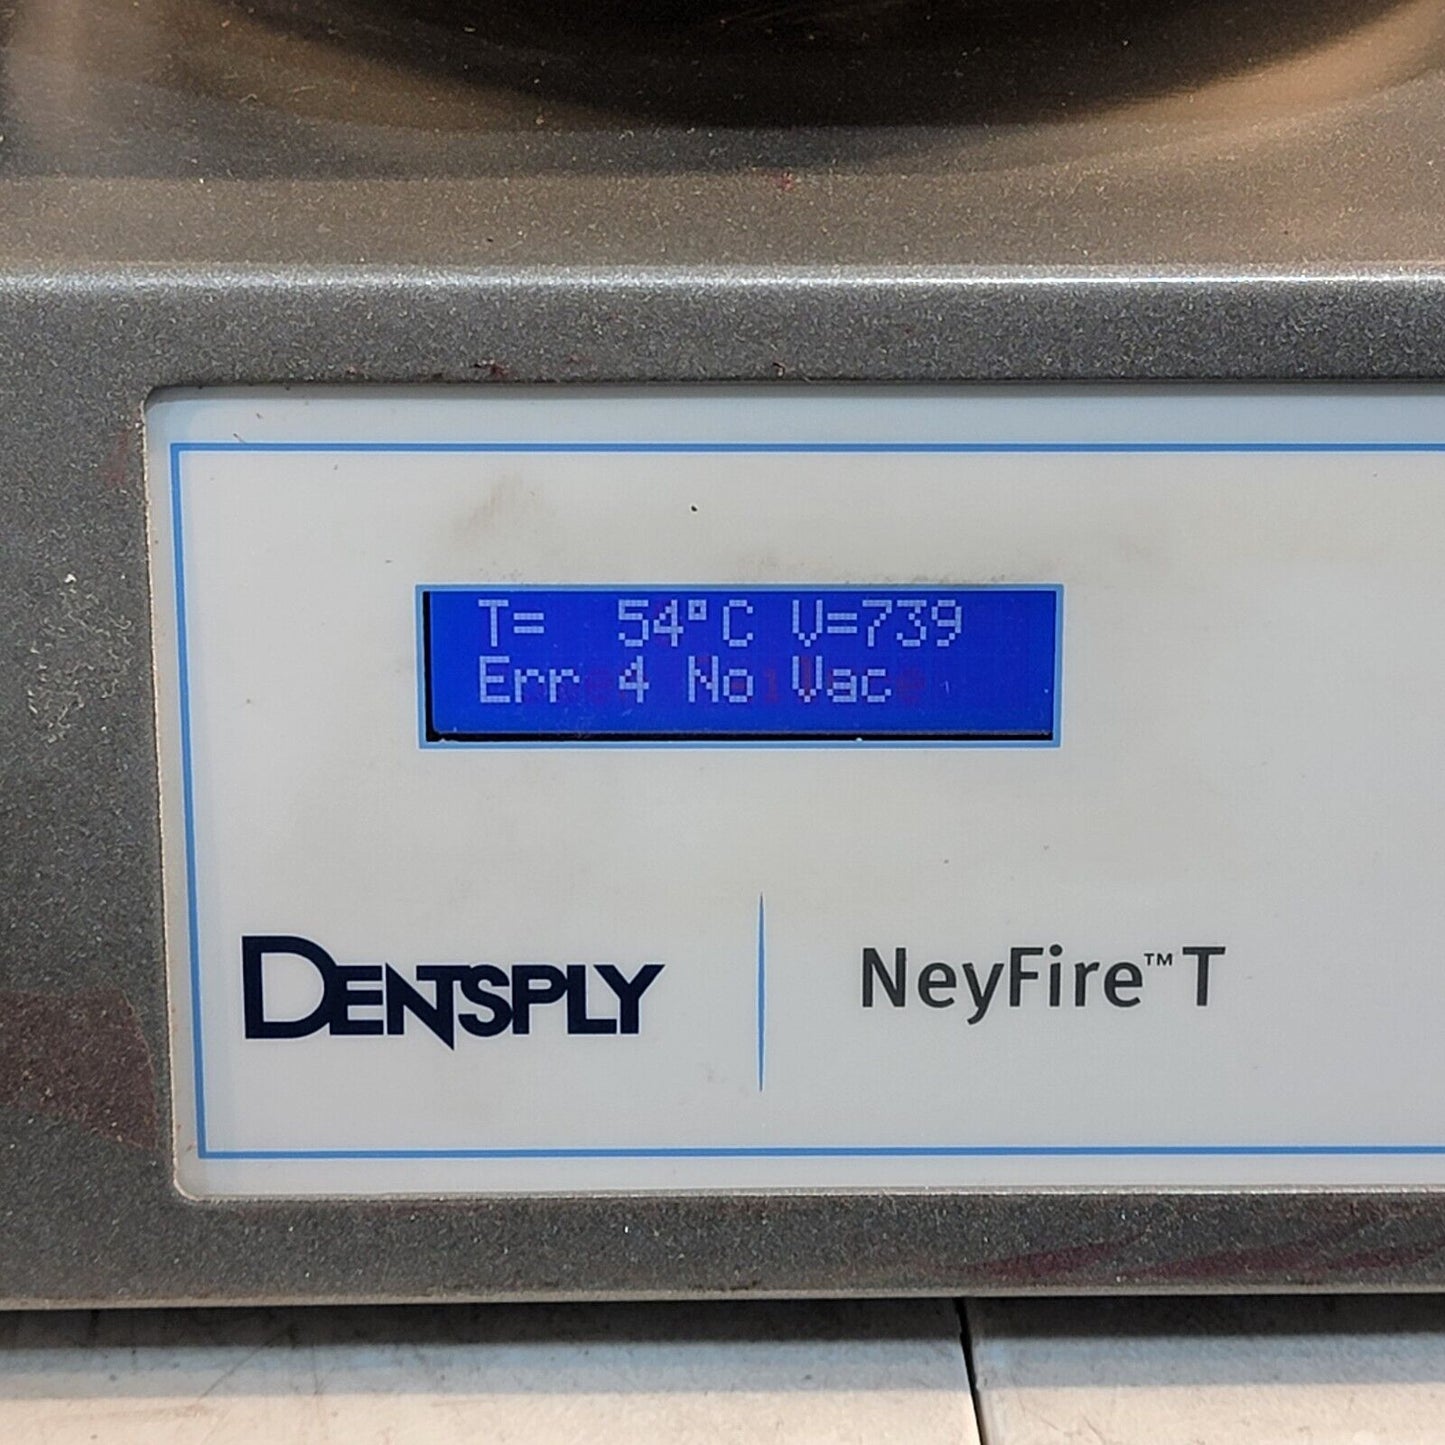 T= 54°C V=739
Err 4 No Vac
DENTSPLY
NeyFire™ T